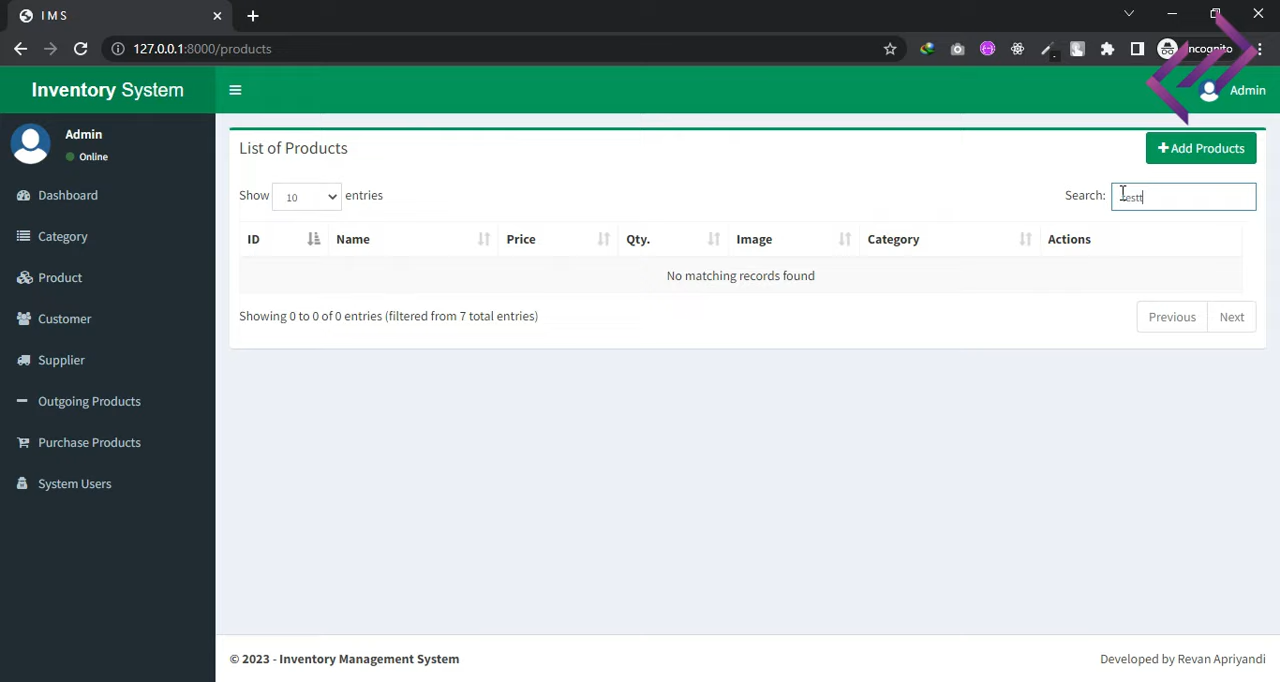 I M S
127.0.0.1:8000/products
Incognito
Inventory System
Admin
Admin
Online
Dashboard
Category
Product
Customer
Supplier
Outgoing Products
Purchase Products
System Users
List of Products
Add Products
Show 10 entries
Search:
ID Name Price Qty. Image Category Actions
No matching records found
Showing 0 to 0 of 0 entries (filtered from 7 total entries)
Previous Next
© 2023 - Inventory Management System
Developed by Revan Apriyandi